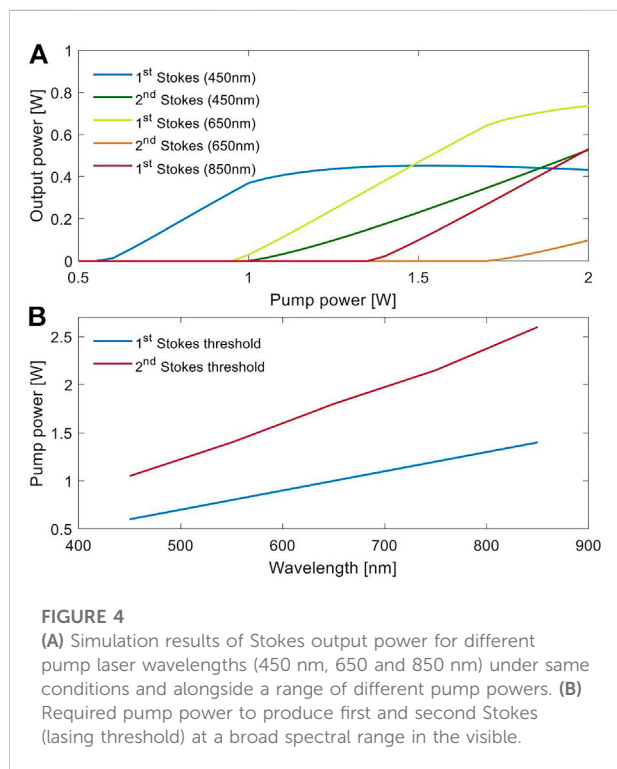 A
1
0.8
0.6
0.4
0.2
0
Output power [W]
1st Stokes (450nm)
2nd Stokes (450nm)
1st Stokes (650nm)
2nd Stokes (650nm)
1st Stokes (850nm)
0.5 1 1.5 2
Pump power [W]
B
2.5
2
1.5
1
0.5
Pump power [W]
1st Stokes threshold
2nd Stokes threshold
400 500 600 700 800 900
Wavelength [nm]
FIGURE 4
(A) Simulation results of Stokes output power for different
pump laser wavelengths (450 nm, 650 and 850 nm) under same
conditions and alongside a range of different pump powers. (B)
Required pump power to produce first and second Stokes
(lasing threshold) at a broad spectral range in the visible.